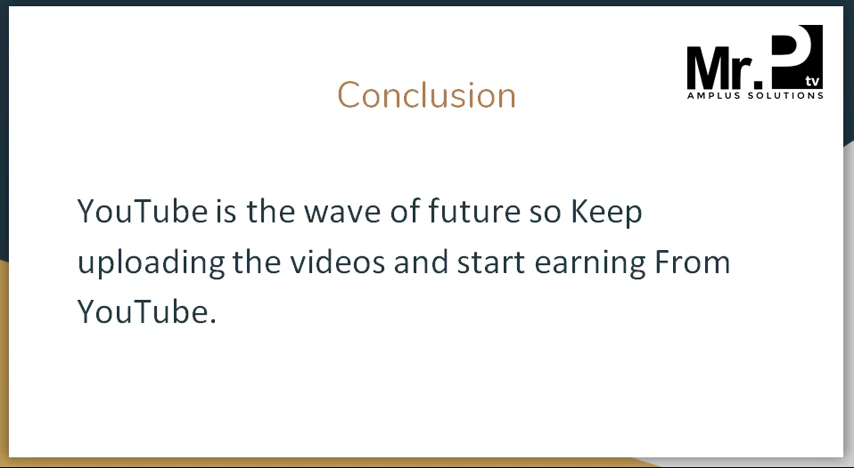 Mr.P
tv
AMPLUS SOLUTIONS
Conclusion
YouTube is the wave of future so Keep
uploading the videos and start earning From
YouTube.